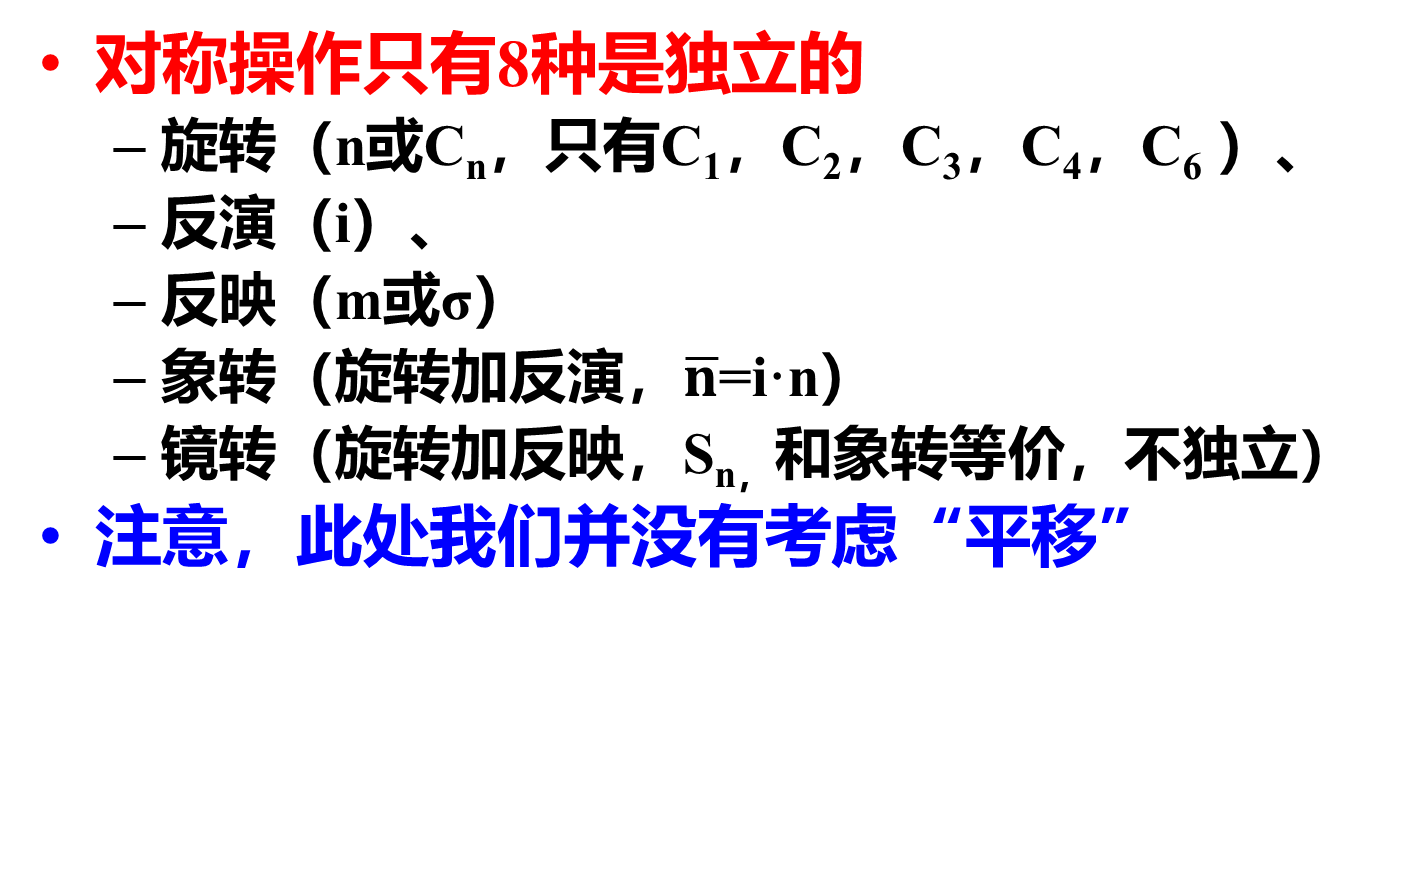 • 对称操作只有8种是独立的
– 旋转（n或Cn，只有C1，C2，C3，C4，C6 ）、
– 反演（i）、
– 反映（m或σ）
– 象转（旋转加反演，n̅=i·n）
– 镜转（旋转加反映，Sn，和象转等价，不独立）
• 注意，此处我们并没有考虑“平移”